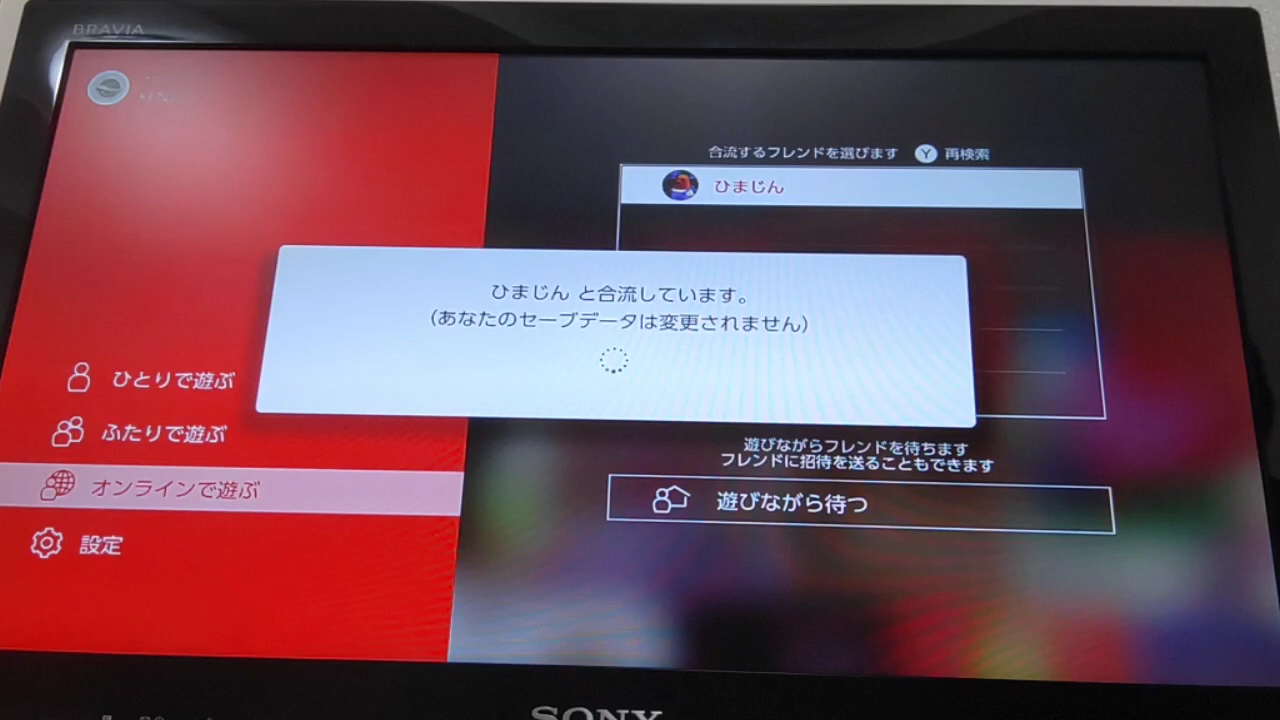 BRAVIA
合流するフレンドを選びます Ⓨ 再検索
ひまじん
ひまじん と合流しています。
(あなたのセーブデータは変更されません)
ひとりで遊ぶ
ふたりで遊ぶ
オンラインで遊ぶ
設定
遊びながらフレンドを待ちます
フレンドに招待を送ることもできます
遊びながら待つ
SONY